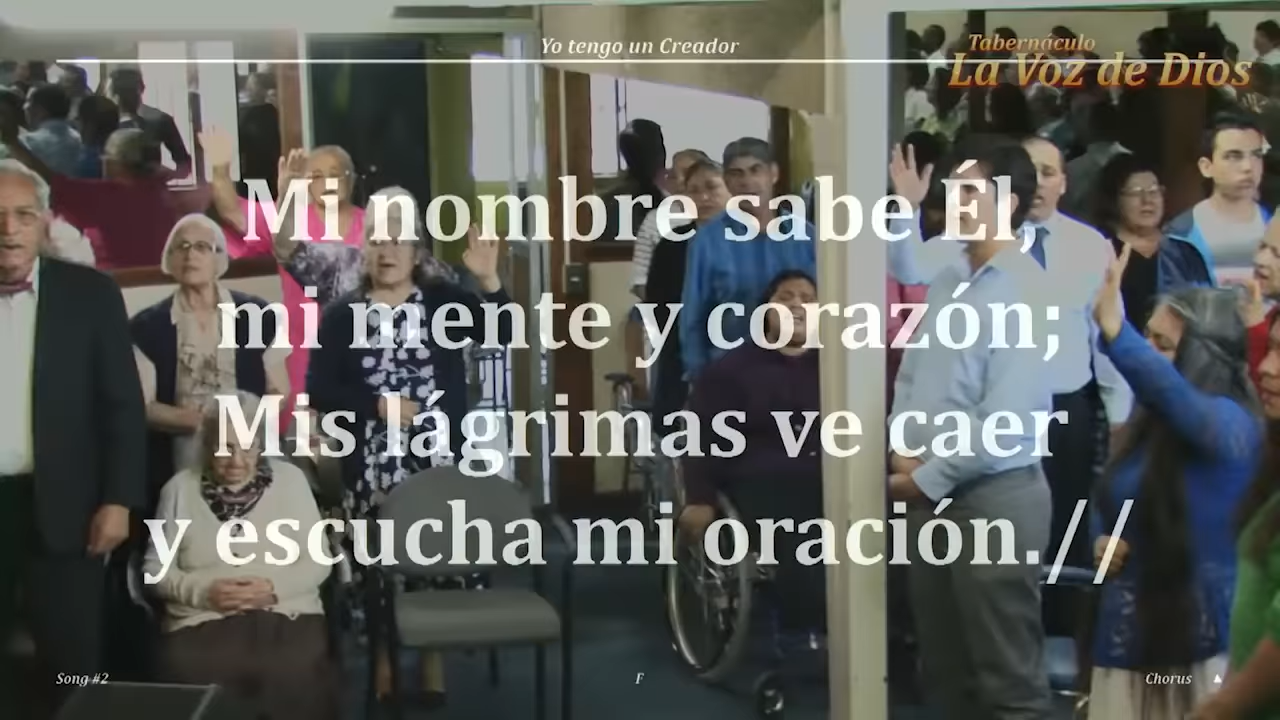 Yo tengo un Creador
Tabernáculo
La Voz de Dios
Mi nombre sabe Él,
mi mente y corazón;
Mis lágrimas ve caer
y escucha mi oración.//
Song #2
F
Chorus ▲